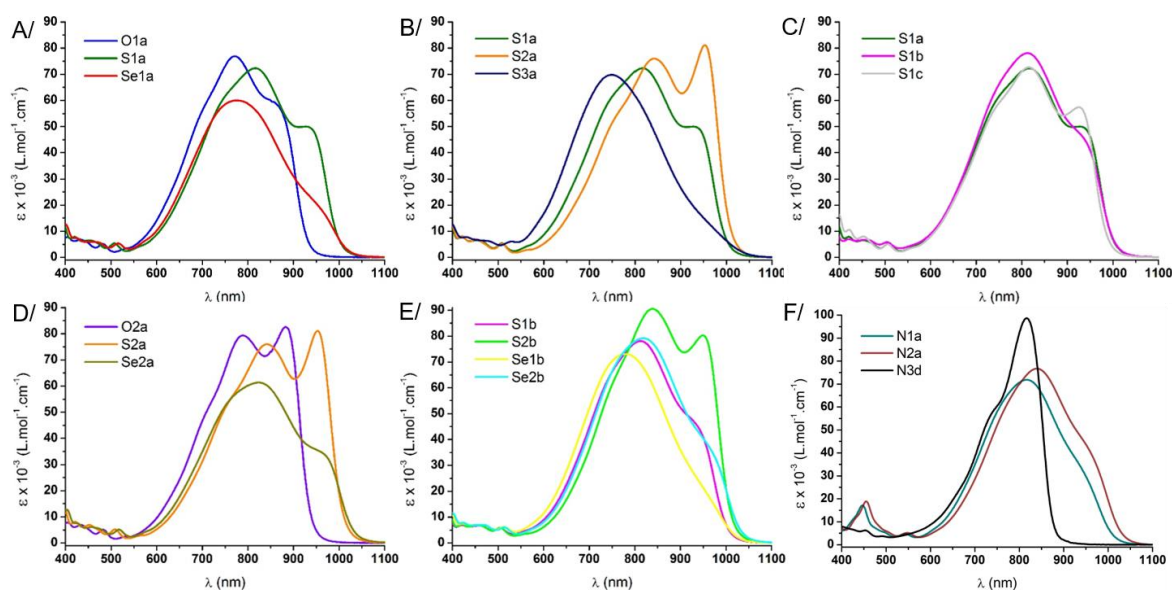 A/
O1a
S1a
Se1a
ε x 10⁻³ (L.mol⁻¹.cm⁻¹)
90
80
70
60
50
40
30
20
10
0
400 500 600 700 800 900 1000 1100
λ (nm)
B/
S1a
S2a
S3a
ε x 10⁻³ (L.mol⁻¹.cm⁻¹)
90
80
70
60
50
40
30
20
10
0
400 500 600 700 800 900 1000 1100
λ (nm)
C/
S1a
S1b
S1c
ε x 10⁻³ (L.mol⁻¹.cm⁻¹)
90
80
70
60
50
40
30
20
10
0
400 500 600 700 800 900 1000 1100
λ (nm)
D/
O2a
S2a
Se2a
ε x 10⁻³ (L.mol⁻¹.cm⁻¹)
90
80
70
60
50
40
30
20
10
0
400 500 600 700 800 900 1000 1100
λ (nm)
E/
S1b
S2b
Se1b
Se2b
ε x 10⁻³ (L.mol⁻¹.cm⁻¹)
90
80
70
60
50
40
30
20
10
0
400 500 600 700 800 900 1000 1100
λ (nm)
F/
N1a
N2a
N3d
ε x 10⁻³ (L.mol⁻¹.cm⁻¹)
100
90
80
70
60
50
40
30
20
10
0
400 500 600 700 800 900 1000 1100
λ (nm)